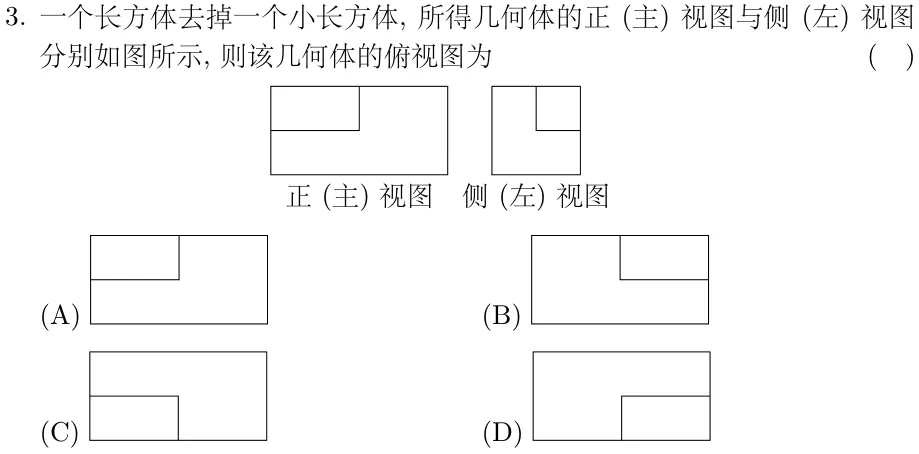 3. 一个长方体去掉一个小长方体, 所得几何体的正 (主) 视图与侧 (左) 视图
分别如图所示, 则该几何体的俯视图为 ( )
正 (主) 视图 侧 (左) 视图
(A) (B)
(C) (D)